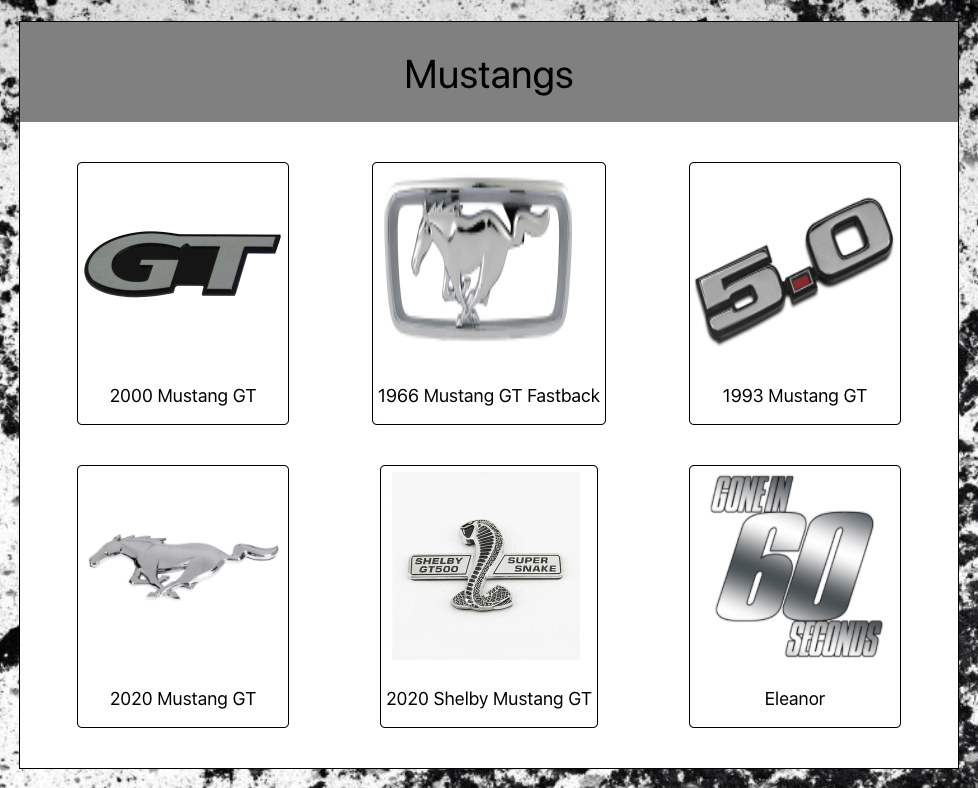 Mustangs
GT
5.0
2000 Mustang GT
1966 Mustang GT Fastback
1993 Mustang GT
SHELBY
GT500
SUPER
SNAKE
GONE IN
60
SECONDS
2020 Mustang GT
2020 Shelby Mustang GT
Eleanor